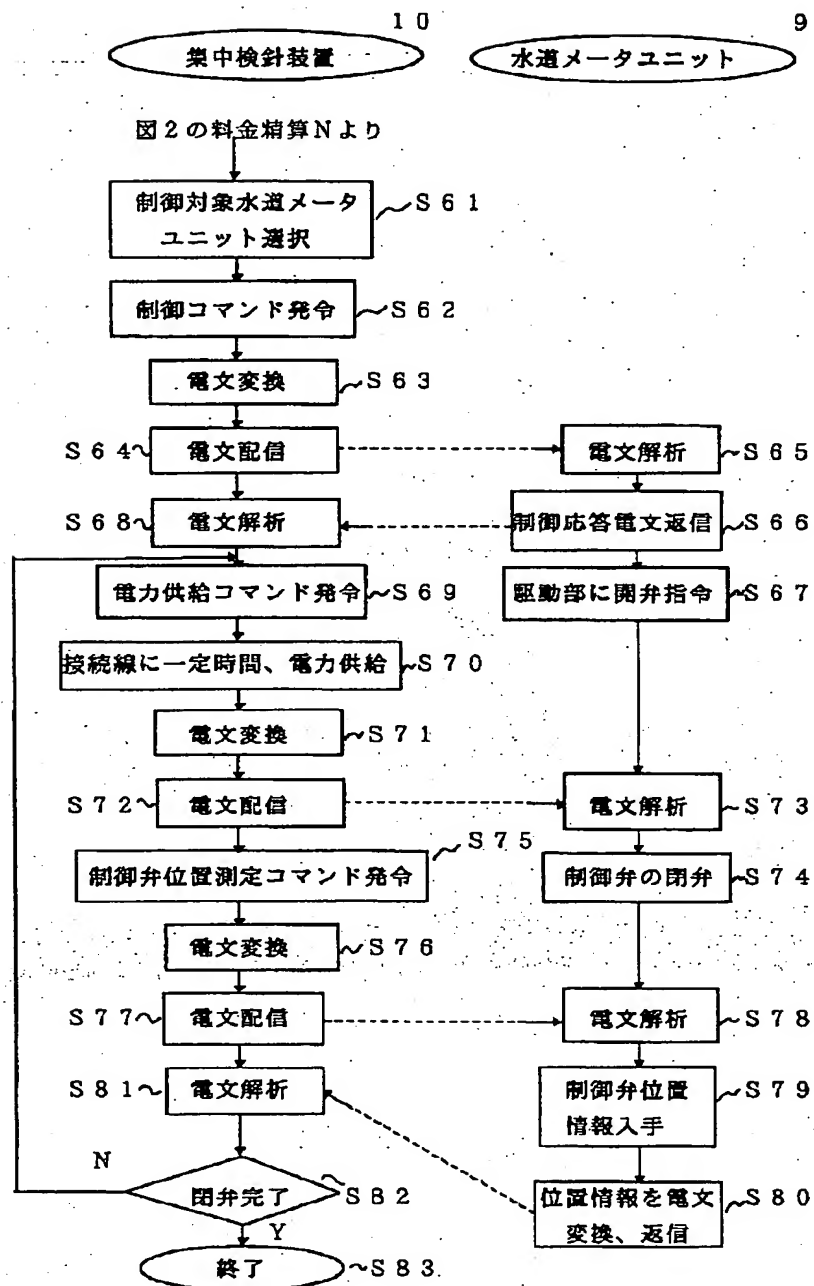 10
9
集中検針装置
水道メータユニット
図2の料金精算Nより
制御対象水道メータ
ユニット選択
S61
制御コマンド発令
S62
電文変換
S63
S64
電文配信
電文解析
S65
S68
電文解析
制御応答電文返信
S66
電力供給コマンド発令
S69
駆動部に閉弁指令
S67
接続線に一定時間、電力供給
S70
電文変換
S71
S72
電文配信
電文解析
S73
S75
制御弁位置測定コマンド発令
制御弁の閉弁
S74
電文変換
S76
S77
電文配信
電文解析
S78
S81
電文解析
制御弁位置
情報入手
S79
N
閉弁完了
S82
位置情報を電文
変換、返信
S80
Y
終了
S83